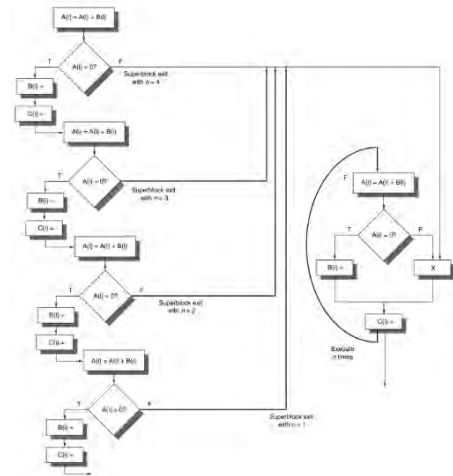 A(i) = A(i) + B(i)
T
A(i) = 0?
F
B(i) =
Superblock exit
with n = 4
C(i) =
A(i) = A(i) + B(i)
T
A(i) = 0?
F
B(i) =
Superblock exit
with n = 3
C(i) =
A(i) = A(i) + B(i)
T
A(i) = 0?
F
B(i) =
Superblock exit
with n = 2
C(i) =
A(i) = A(i) + B(i)
T
A(i) = 0?
F
Superblock exit
with n = 1
B(i) =
C(i) =
A(i) = A(i) + B(i)
T
A(i) = 0?
F
B(i) =
X
C(i) =
Execute
n times